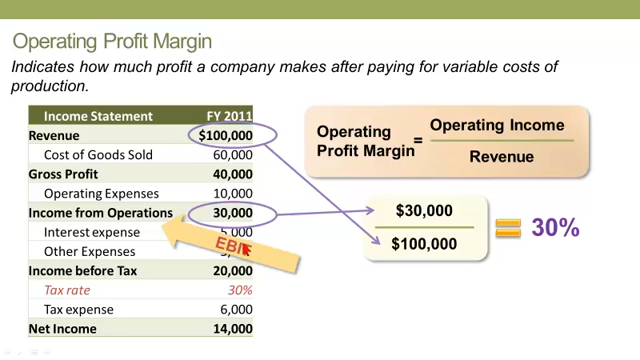 Operating Profit Margin
Indicates how much profit a company makes after paying for variable costs of
production.
Income Statement FY 2011
Revenue $100,000
Cost of Goods Sold 60,000
Gross Profit 40,000
Operating Expenses 10,000
Income from Operations 30,000
Interest expense 5,000
Other Expenses
Income before Tax 20,000
Tax rate 30%
Tax expense 6,000
Net Income 14,000
EBIT
Operating
Profit Margin
=
Operating Income
Revenue
$30,000
$100,000
= 30%